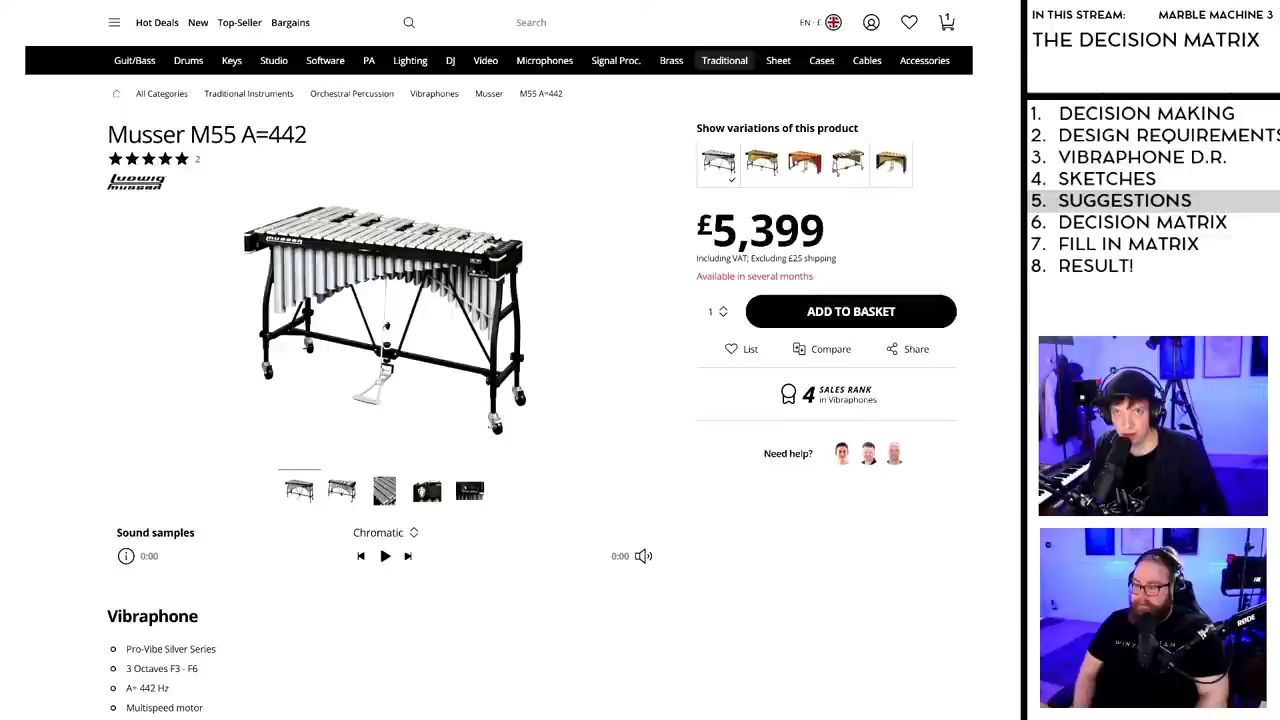 Hot Deals New Top-Seller Bargains
Search
EN · £
1
Guit/Bass Drums Keys Studio Software PA Lighting DJ Video Microphones Signal Proc. Brass Traditional Sheet Cases Cables Accessories
All Categories Traditional Instruments Orchestral Percussion Vibraphones Musser M55 A=442
Musser M55 A=442
2
LUDWIG
MUSSER
MUSSER
Show variations of this product
£5,399
Including VAT; Excluding £25 shipping
Available in several months
1
ADD TO BASKET
List Compare Share
4 SALES RANK
in Vibraphones
Need help?
Sound samples
Chromatic
0:00
0:00
Vibraphone
Pro-Vibe Silver Series
3 Octaves F3 - F6
A= 442 Hz
Multispeed motor
IN THIS STREAM: MARBLE MACHINE 3
THE DECISION MATRIX
1. DECISION MAKING
2. DESIGN REQUIREMENTS
3. VIBRAPHONE D.R.
4. SKETCHES
5. SUGGESTIONS
6. DECISION MATRIX
7. FILL IN MATRIX
8. RESULT!
RØDE